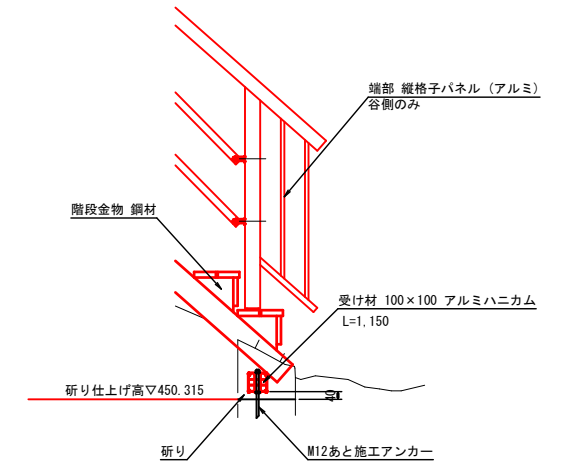 端部 縦格子パネル (アルミ)
谷側のみ
階段金物 鋼材
受け材 100×100 アルミハニカム
L=1,150
斫り仕上げ高▽450.315
40
斫り
M12あと施工アンカー